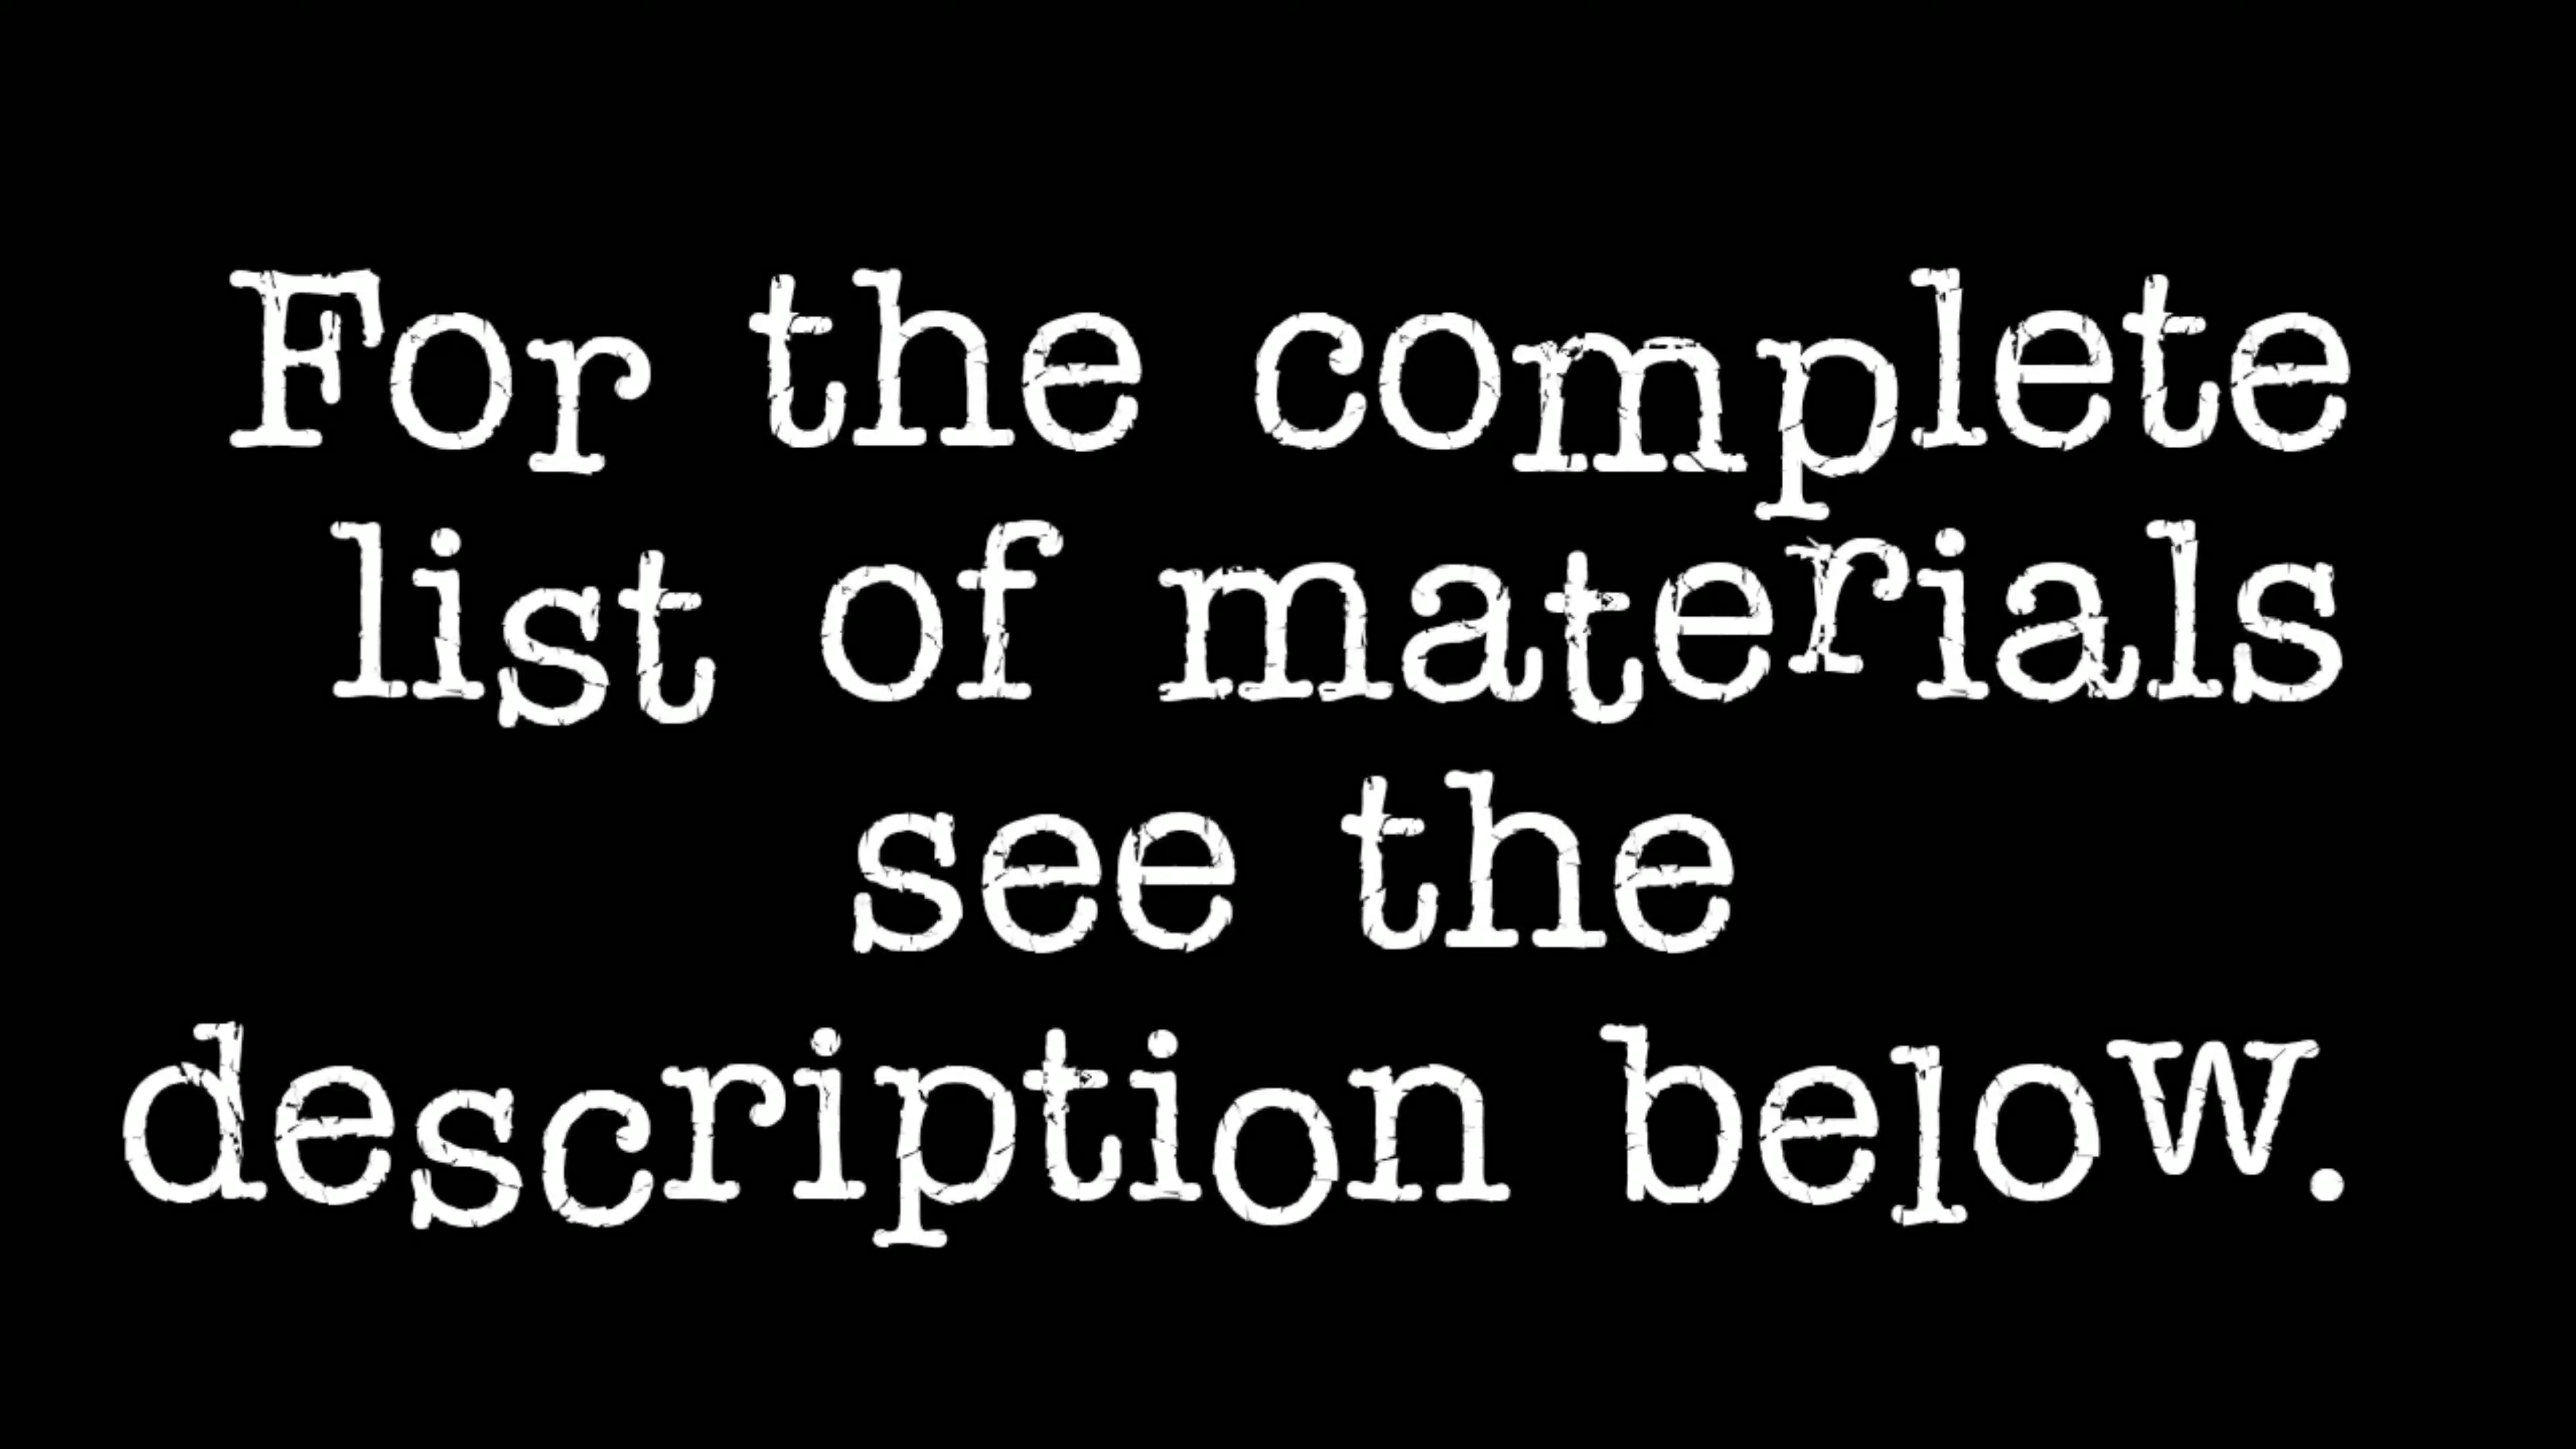 For the complete
list of materials
see the
description below.